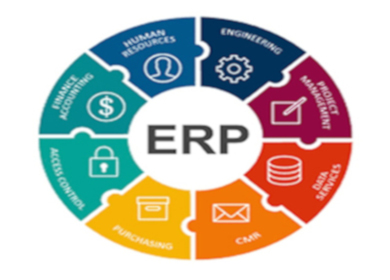 HUMAN
RESOURCES
ENGINEERING
PROJECT
MANAGEMENT
DATA
SERVICES
CMR
PURCHASING
ACCESS CONTROL
FINANCE
ACCOUNTING
$
ERP